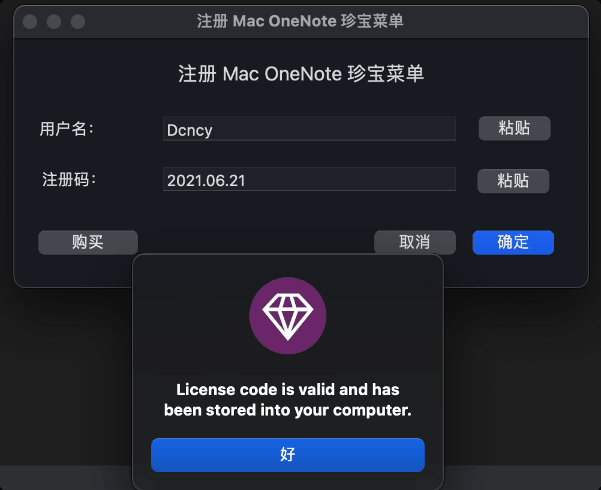 注册 Mac OneNote 珍宝菜单
注册 Mac OneNote 珍宝菜单
用户名：
Dcncy
粘贴
注册码：
2021.06.21
粘贴
购买
取消
确定
License code is valid and has
been stored into your computer.
好